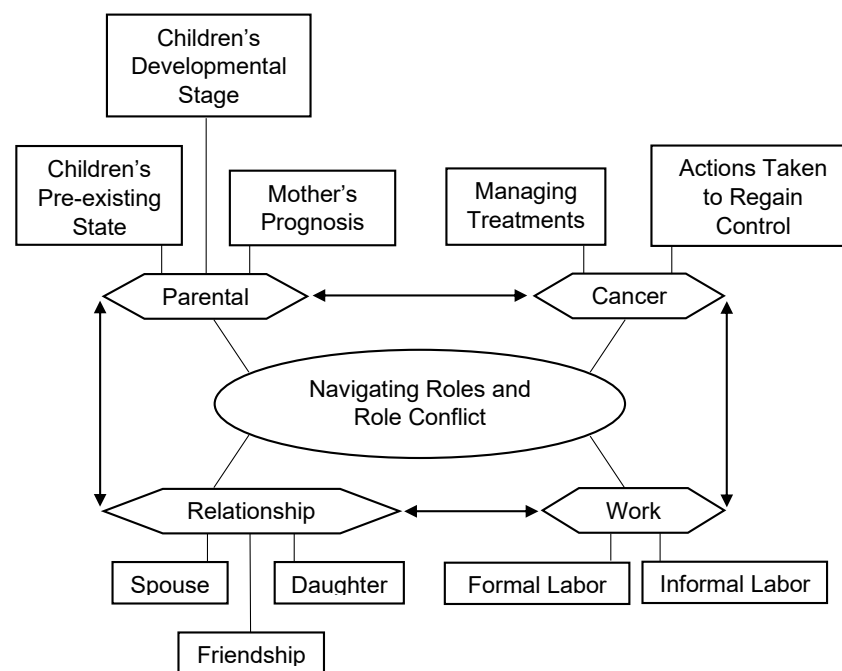 Children’s
Developmental
Stage
Children’s
Pre-existing
State
Mother’s
Prognosis
Managing
Treatments
Actions Taken
to Regain
Control
Parental
Cancer
Navigating Roles and
Role Conflict
Relationship
Work
Spouse
Daughter
Formal Labor
Informal Labor
Friendship